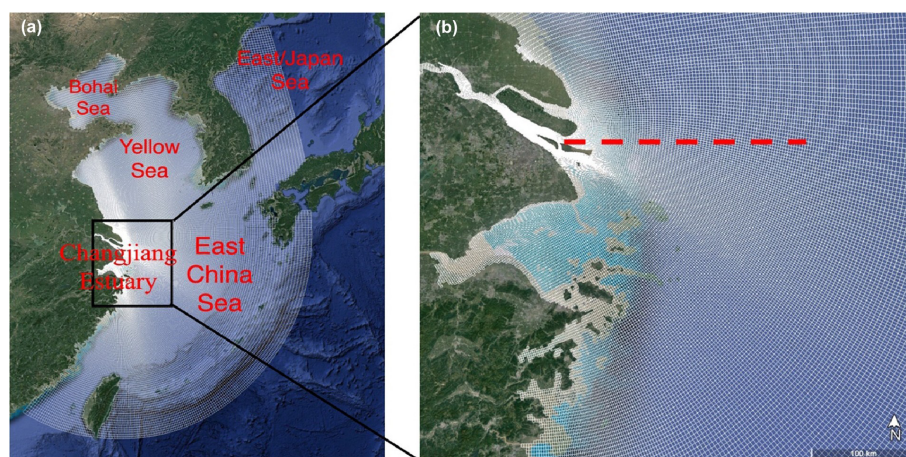 (a)
East/Japan
Sea
Bohai
Sea
Yellow
Sea
Changjiang
Estuary
East
China
Sea
(b)
N
100 km